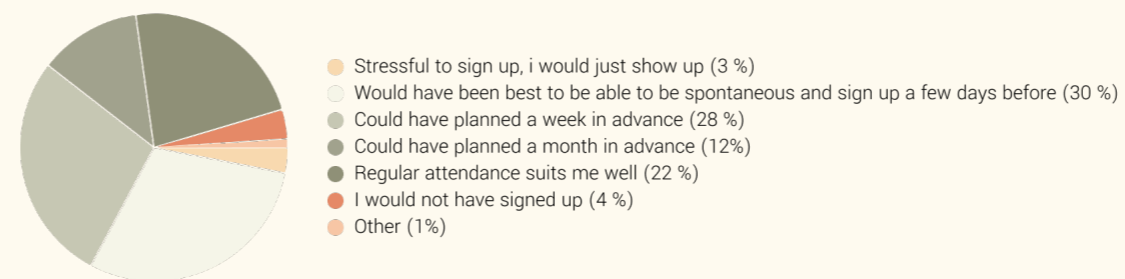 Stressful to sign up, i would just show up (3 %)
Would have been best to be able to be spontaneous and sign up a few days before (30 %)
Could have planned a week in advance (28 %)
Could have planned a month in advance (12%)
Regular attendance suits me well (22 %)
I would not have signed up (4 %)
Other (1%)